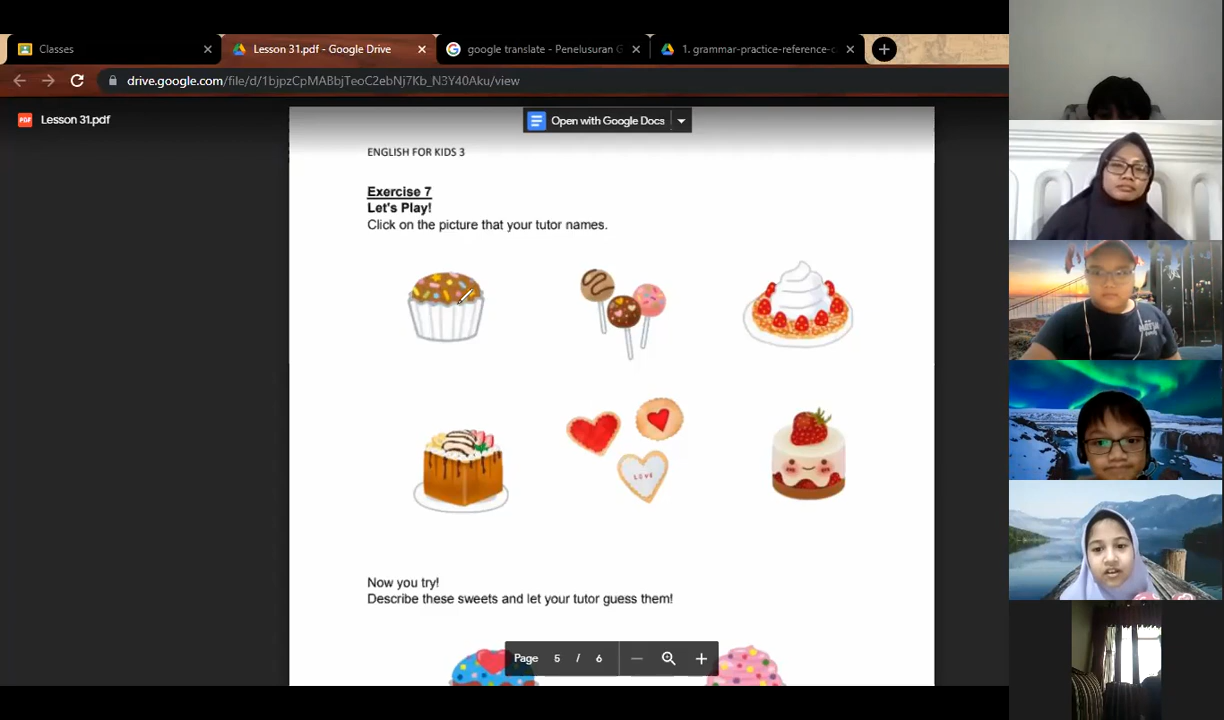 Classes
Lesson 31.pdf - Google Drive
google translate - Penelusuran G
1. grammar-practice-reference-c
drive.google.com/file/d/1bjpzCpMABbjTeoC2ebNj7Kb_N3Y40Aku/view
PDF
Lesson 31.pdf
Open with Google Docs
ENGLISH FOR KIDS 3
Exercise 7
Let's Play!
Click on the picture that your tutor names.
LOVE
Now you try!
Describe these sweets and let your tutor guess them!
Page 5 / 6